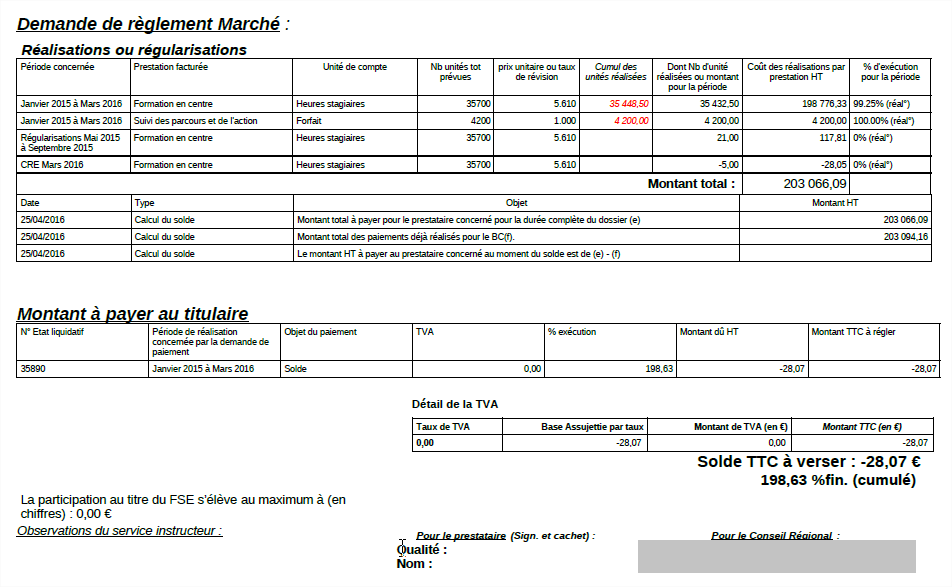 Demande de règlement Marché :
Réalisations ou régularisations
Période concernée Prestation facturée Unité de compte Nb unités tot prévues prix unitaire ou taux de révision Cumul des unités réalisées Dont Nb d'unité réalisées ou montant pour la période Coût des réalisations par prestation HT % d'exécution pour la période
Janvier 2015 à Mars 2016 Formation en centre Heures stagiaires 35700 5.610 35 448,50 35 432,50 198 776,33 99.25% (réal°)
Janvier 2015 à Mars 2016 Suivi des parcours et de l'action Forfait 4200 1.000 4 200,00 4 200,00 4 200,00 100.00% (réal°)
Régularisations Mai 2015 à Septembre 2015 Formation en centre Heures stagiaires 35700 5.610 21,00 117,81 0% (réal°)
CRE Mars 2016 Formation en centre Heures stagiaires 35700 5.610 -5,00 -28,05 0% (réal°)
Montant total : 203 066,09
Date Type Objet Montant HT
25/04/2016 Calcul du solde Montant total à payer pour le prestataire concerné pour la durée complète du dossier (e) 203 066,09
25/04/2016 Calcul du solde Montant total des paiements déjà réalisés pour le BC(f). 203 094,16
25/04/2016 Calcul du solde Le montant HT à payer au prestataire concerné au moment du solde est de (e) - (f)
Montant à payer au titulaire
N° Etat liquidatif Période de réalisation concernée par la demande de paiement Objet du paiement TVA % exécution Montant dû HT Montant TTC à régler
35890 Janvier 2015 à Mars 2016 Solde 0,00 198,63 -28,07 -28,07
Détail de la TVA
Taux de TVA Base Assujettie par taux Montant de TVA (en €) Montant TTC (en €)
0,00 -28,07 0,00 -28,07
Solde TTC à verser : -28,07 €
198,63 %fin. (cumulé)
La participation au titre du FSE s'élève au maximum à (en
chiffres) : 0,00 €
Observations du service instructeur :
Pour le prestataire (Sign. et cachet) : Pour le Conseil Régional :
Qualité :
Nom :